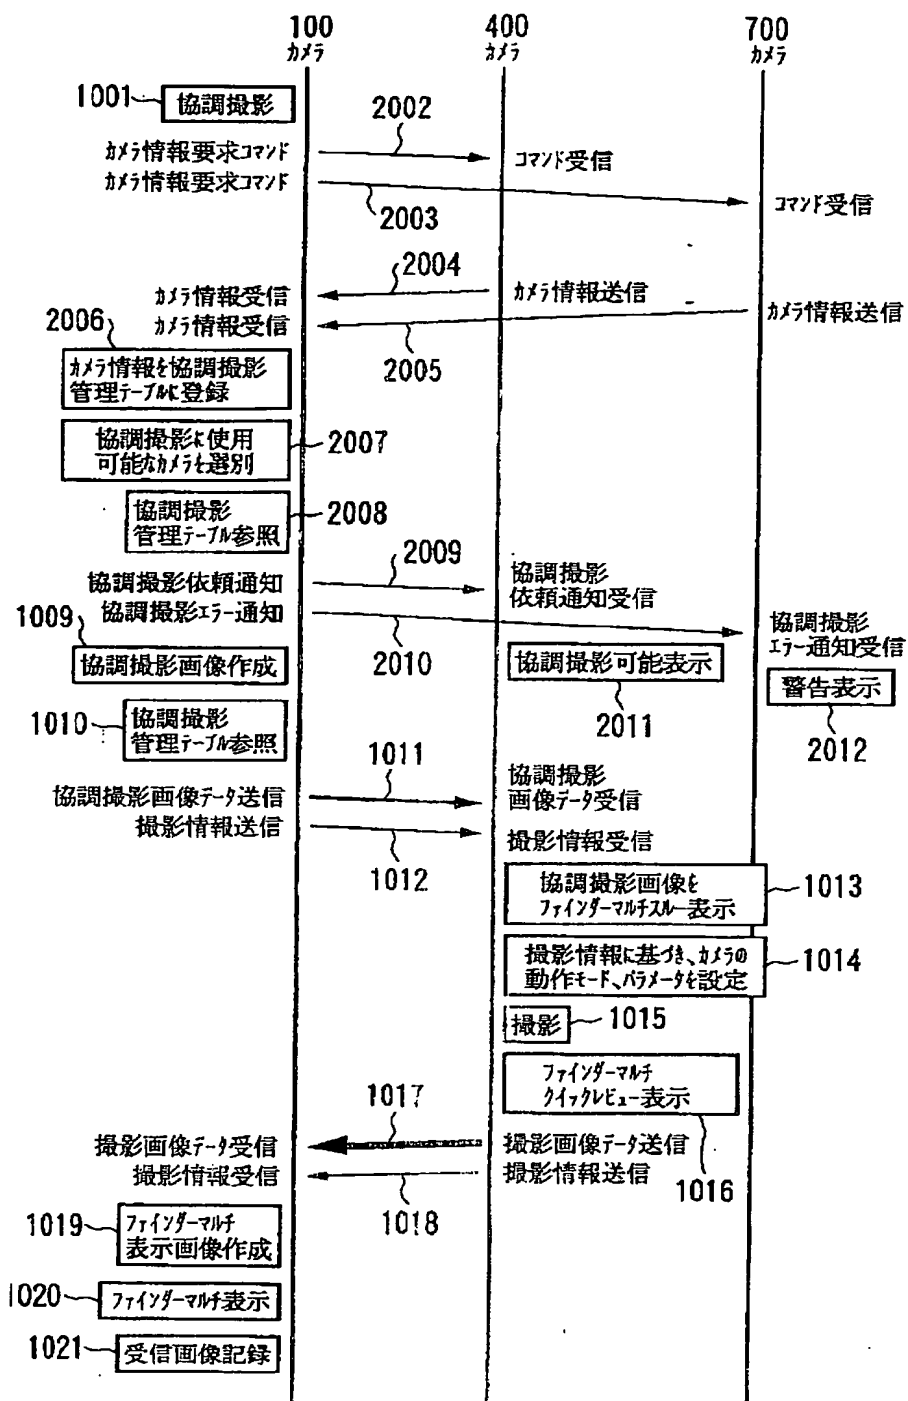 100
カメラ
400
カメラ
700
カメラ
1001
協調撮影
2002
カメラ情報要求コマンド
コマンド受信
カメラ情報要求コマンド
2003
コマンド受信
2004
カメラ情報受信
カメラ情報送信
カメラ情報受信
カメラ情報送信
2005
2006
カメラ情報を協調撮影
管理テーブルに登録
協調撮影に使用
可能なカメラを選別
2007
協調撮影
管理テーブル参照
2008
2009
協調撮影依頼通知
協調撮影
依頼通知受信
協調撮影エラー通知
2010
協調撮影
エラー通知受信
1009
協調撮影画像作成
協調撮影可能表示
2011
警告表示
2012
1010
協調撮影
管理テーブル参照
1011
協調撮影画像データ送信
協調撮影
画像データ受信
撮影情報送信
撮影情報受信
1012
協調撮影画像を
ファインダーマルチスルー表示
1013
撮影情報に基づき、カメラの
動作モード、パラメータを設定
1014
撮影
1015
ファインダーマルチ
クイックレビュー表示
1016
1017
撮影画像データ受信
撮影画像データ送信
撮影情報受信
撮影情報送信
1018
1019
ファインダーマルチ
表示画像作成
1020
ファインダーマルチ表示
1021
受信画像記録